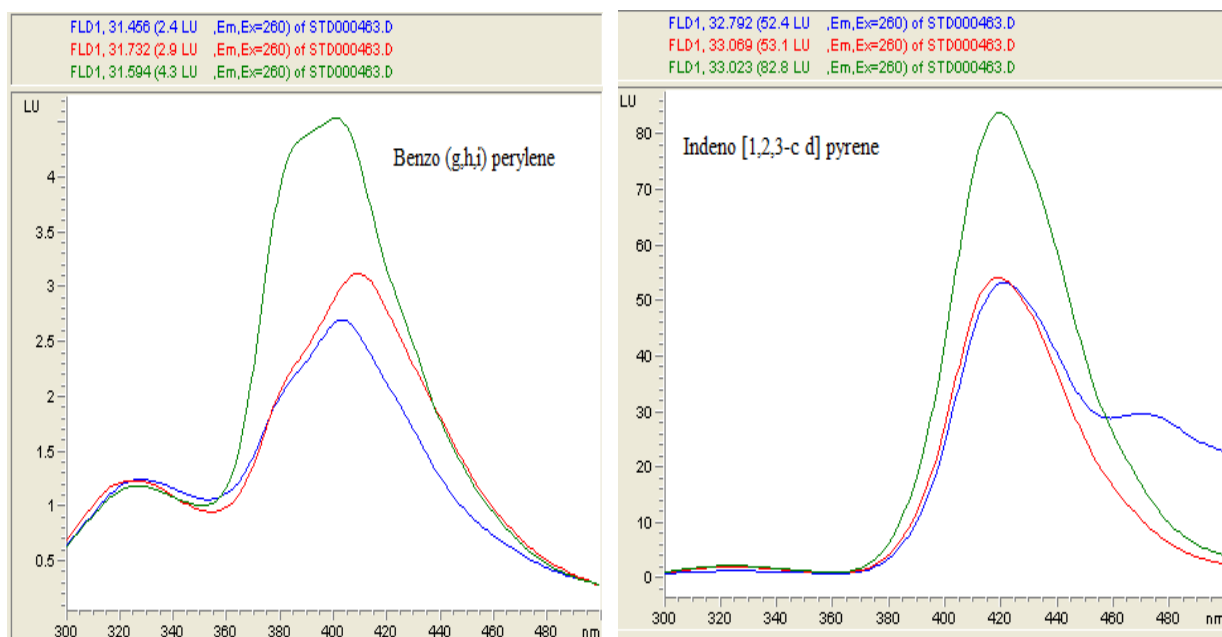 FLD1, 31.456 (2.4 LU ,Em,Ex=260) of STD000463.D
FLD1, 31.732 (2.9 LU ,Em,Ex=260) of STD000463.D
FLD1, 31.594 (4.3 LU ,Em,Ex=260) of STD000463.D
LU
Benzo (g,h,i) perylene
4
3.5
3
2.5
2
1.5
1
0.5
300 320 340 360 380 400 420 440 460 480 nm
FLD1, 32.792 (52.4 LU ,Em,Ex=260) of STD000463.D
FLD1, 33.069 (53.1 LU ,Em,Ex=260) of STD000463.D
FLD1, 33.023 (82.8 LU ,Em,Ex=260) of STD000463.D
LU
Indeno [1,2,3-c d] pyrene
80
70
60
50
40
30
20
10
0
300 320 340 360 380 400 420 440 460 480 nm